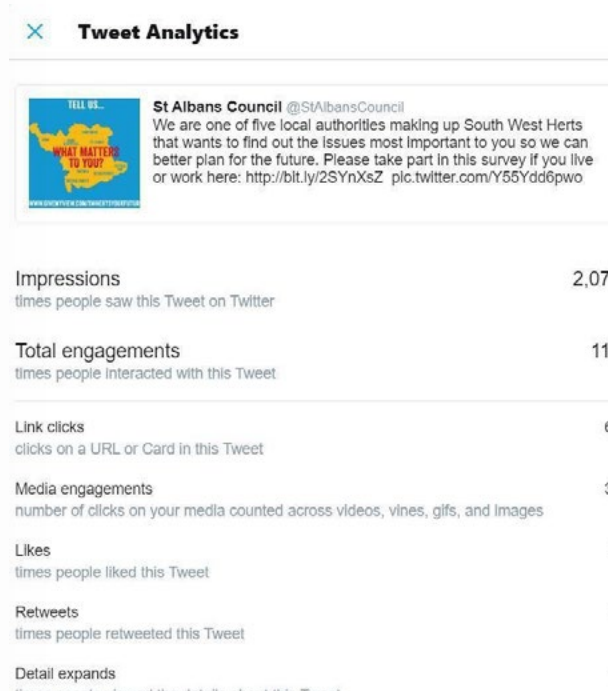 Tweet Analytics
TELL US...
WHAT MATTERS
TO YOU?
St Albans Council @StAlbansCouncil
We are one of five local authorities making up South West Herts
that wants to find out the issues most important to you so we can
better plan for the future. Please take part in this survey if you live
or work here: http://bit.ly/2SYnXsZ pic.twitter.com/Y55Ydd6pwo
Impressions
2,07
times people saw this Tweet on Twitter
Total engagements
11
times people interacted with this Tweet
Link clicks
6
clicks on a URL or Card in this Tweet
Media engagements
3
number of clicks on your media counted across videos, vines, gifs, and images
Likes
times people liked this Tweet
Retweets
times people retweeted this Tweet
Detail expands